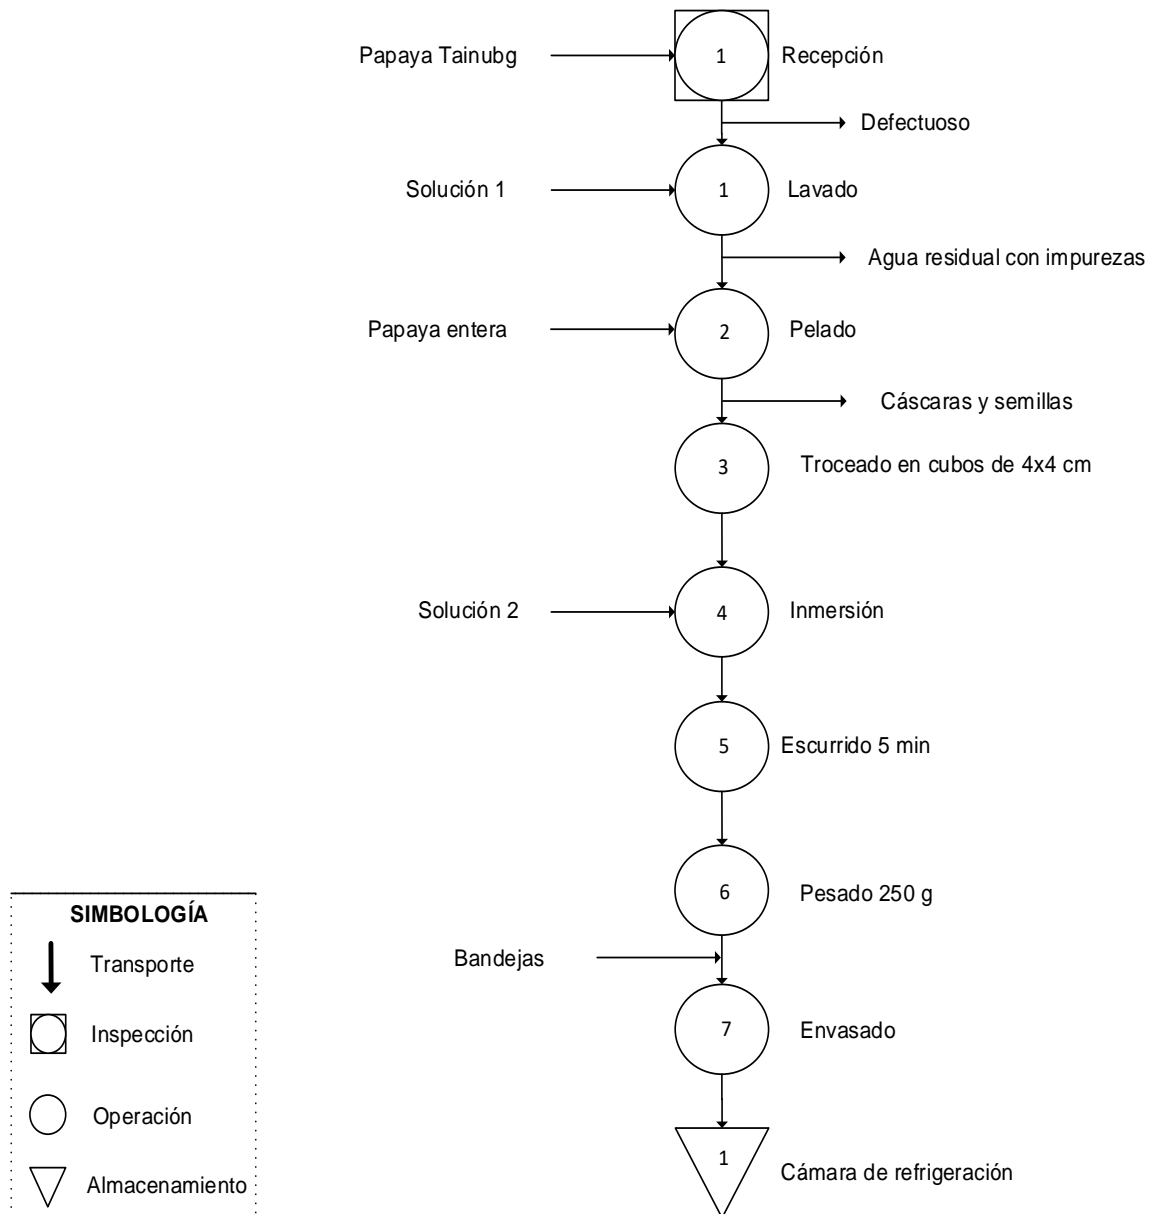 Papaya Tainubg
1
Recepción
Defectuoso
Solución 1
1
Lavado
Agua residual con impurezas
Papaya entera
2
Pelado
Cáscaras y semillas
3
Troceado en cubos de 4x4 cm
Solución 2
4
Inmersión
5
Escurrido 5 min
6
Pesado 250 g
Bandejas
7
Envasado
1
Cámara de refrigeración
SIMBOLOGÍA
Transporte
Inspección
Operación
Almacenamiento